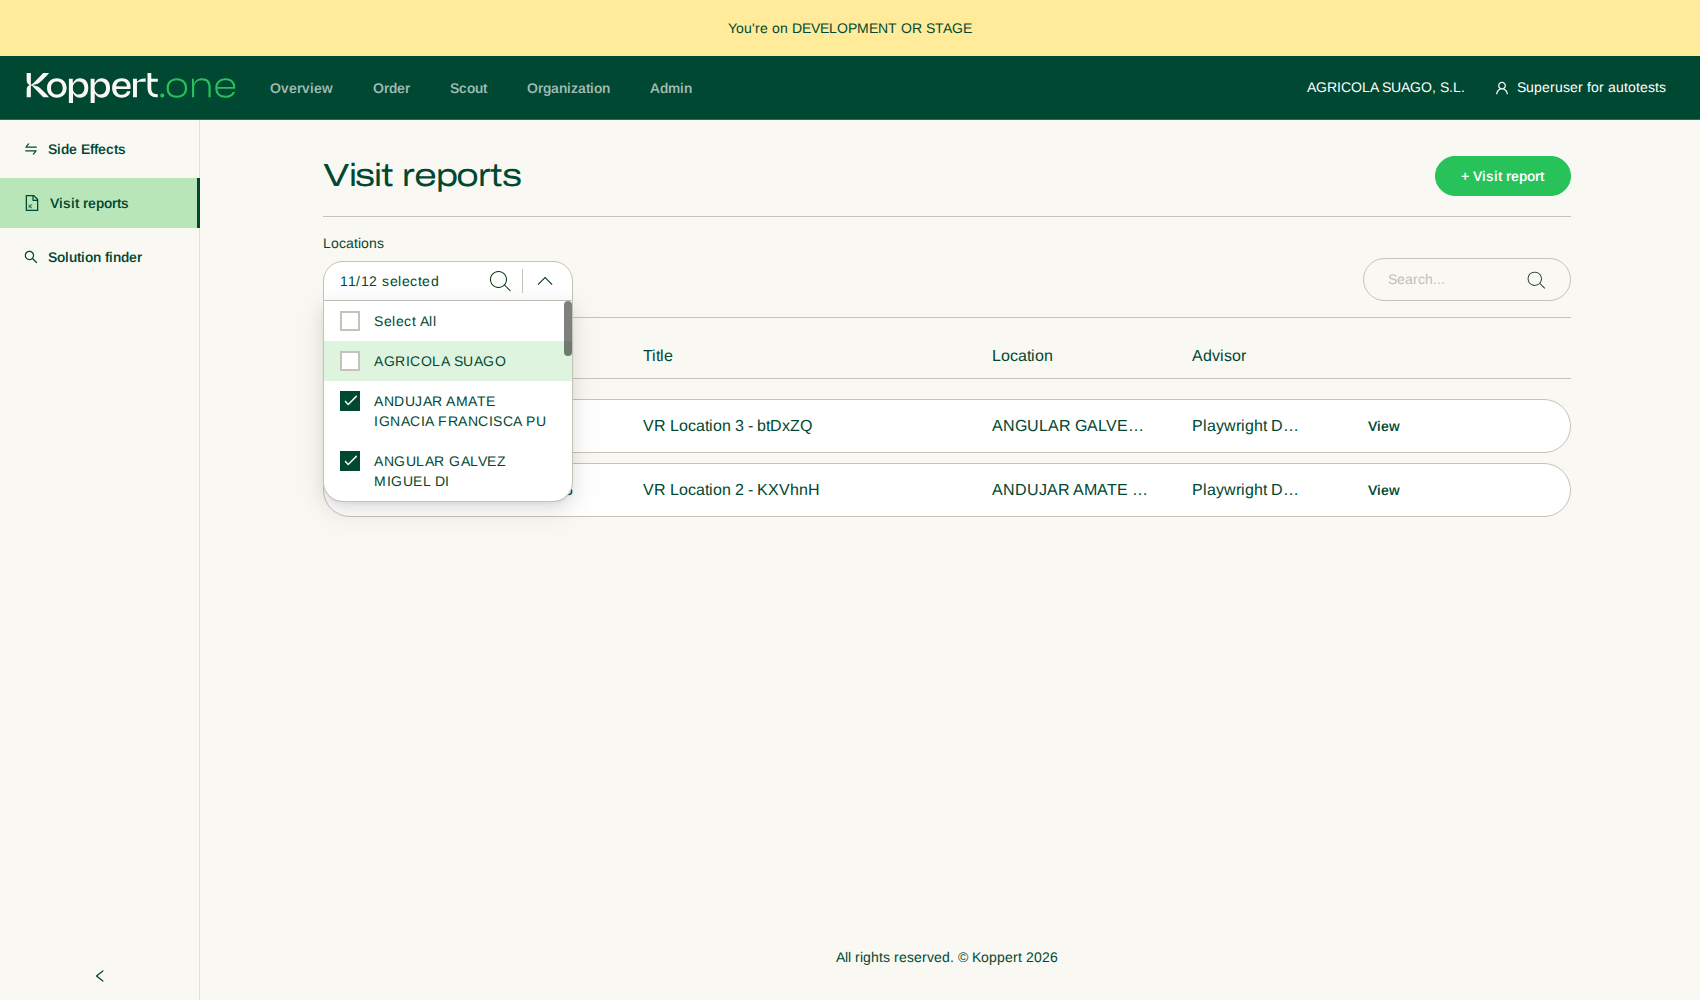 You're on DEVELOPMENT OR STAGE
Koppert.one
Overview
Order
Scout
Organization
Admin
AGRICOLA SUAGO, S.L.
Superuser for autotests
Side Effects
Visit reports
Solution finder
Visit reports
+ Visit report
Locations
11/12 selected
Search...
Select All
AGRICOLA SUAGO
ANDUJAR AMATE
IGNACIA FRANCISCA PU
ANGULAR GALVEZ
MIGUEL DI
Title
Location
Advisor
VR Location 3 - btDxZQ
ANGULAR GALVE...
Playwright D...
View
VR Location 2 - KXVhnH
ANDUJAR AMATE ...
Playwright D...
View
All rights reserved. © Koppert 2026